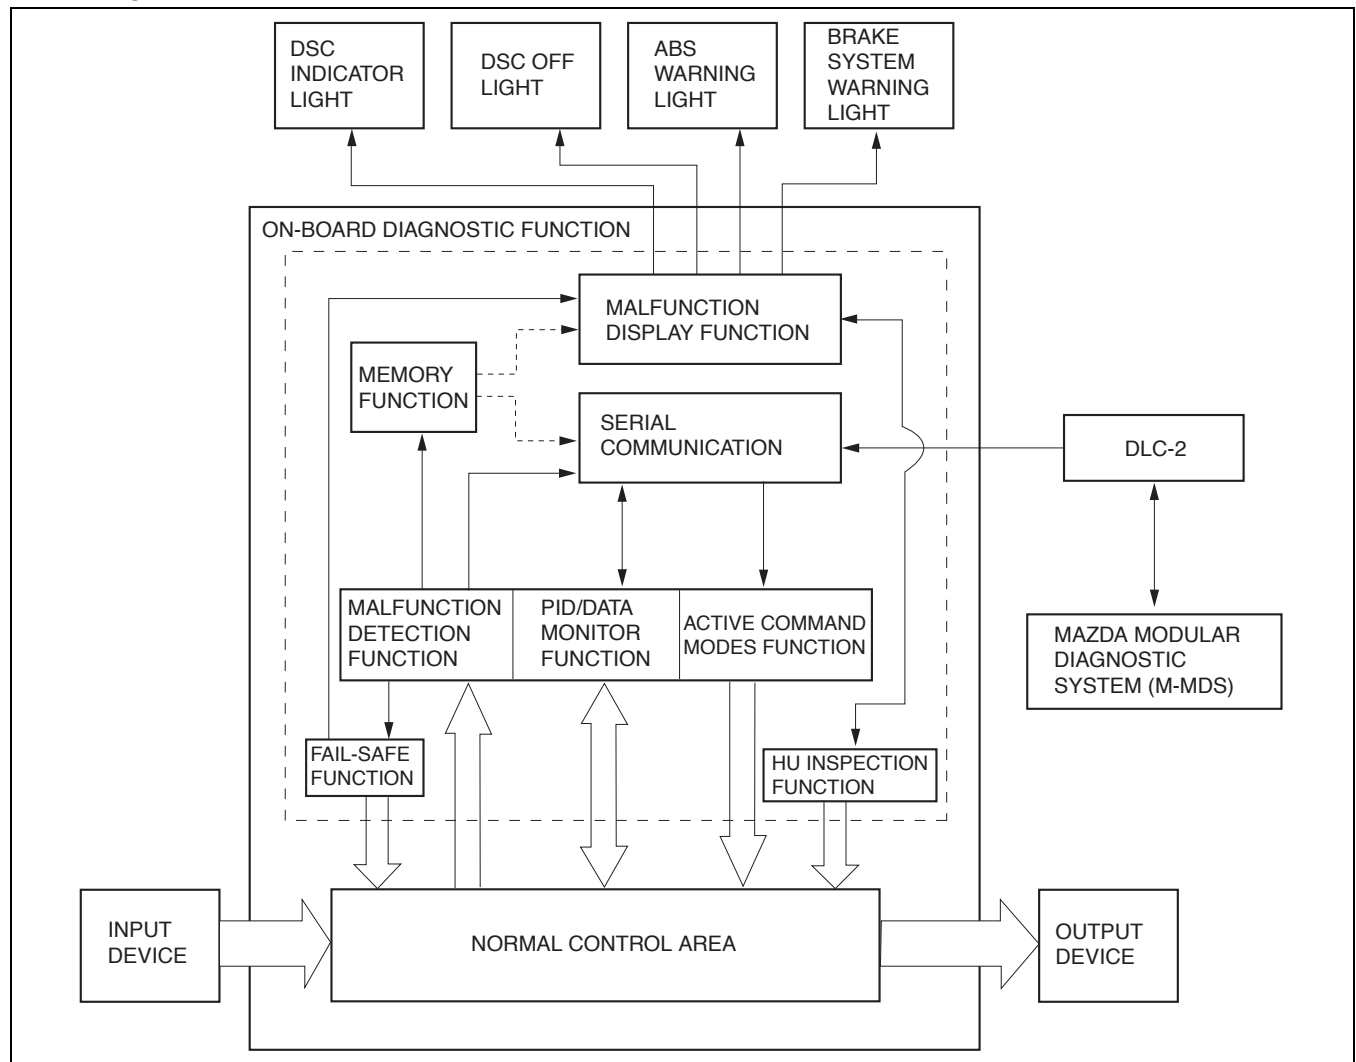 DSC
INDICATOR
LIGHT
DSC OFF
LIGHT
ABS
WARNING
LIGHT
BRAKE
SYSTEM
WARNING
LIGHT
ON-BOARD DIAGNOSTIC FUNCTION
MALFUNCTION
DISPLAY FUNCTION
MEMORY
FUNCTION
SERIAL
COMMUNICATION
DLC-2
MALFUNCTION
DETECTION
FUNCTION
PID/DATA
MONITOR
FUNCTION
ACTIVE COMMAND
MODES FUNCTION
MAZDA MODULAR
DIAGNOSTIC
SYSTEM (M-MDS)
FAIL-SAFE
FUNCTION
HU INSPECTION
FUNCTION
INPUT
DEVICE
NORMAL CONTROL AREA
OUTPUT
DEVICE